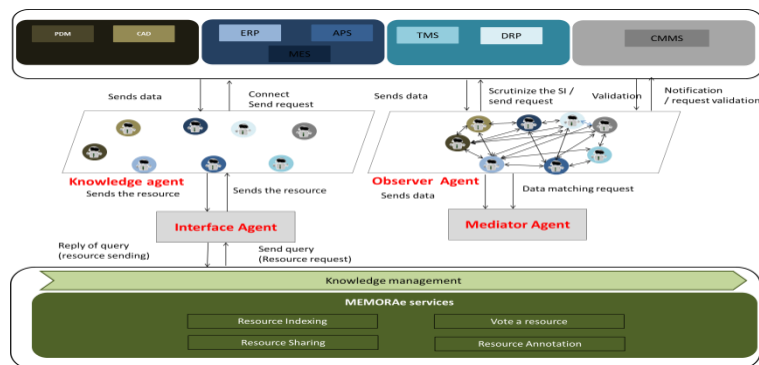 PDM
CAD
ERP
APS
MES
TMS
DRP
CMMS
Sends data
Connect
Send request
Sends data
Scrutinize the SI /
send request
Validation
Notification
/ request validation
Knowledge agent
Sends the resource
Sends the resource
Observer Agent
Sends data
Data matching request
Interface Agent
Mediator Agent
Reply of query
(resource sending)
Send query
(Resource request)
Knowledge management
MEMORAe services
Resource Indexing
Vote a resource
Resource Sharing
Resource Annotation